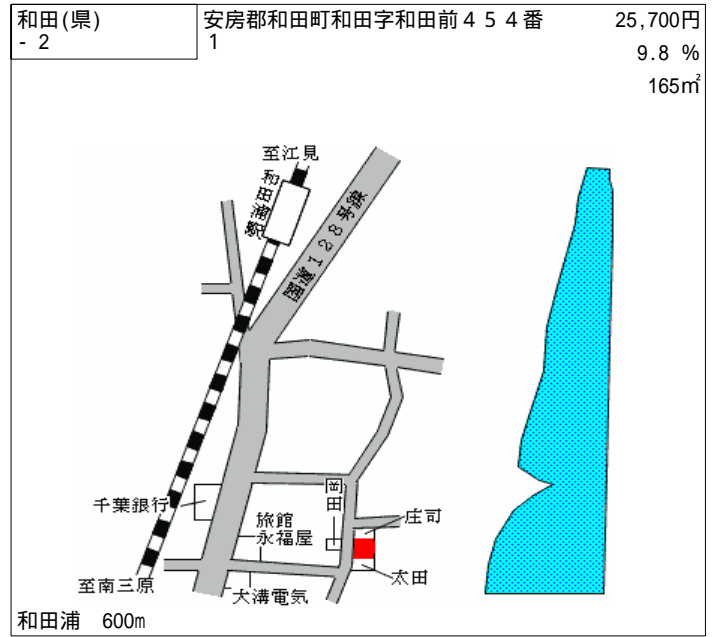 和田(県)
- 2
安房郡和田町和田字和田前４５４番
1
25,700円
9.8 %
165㎡
至江見
和田浦駅
国道１２８号線
岡田
千葉銀行
庄司
旅館
永福屋
太田
至南三原
大溝電気
和田浦 600m